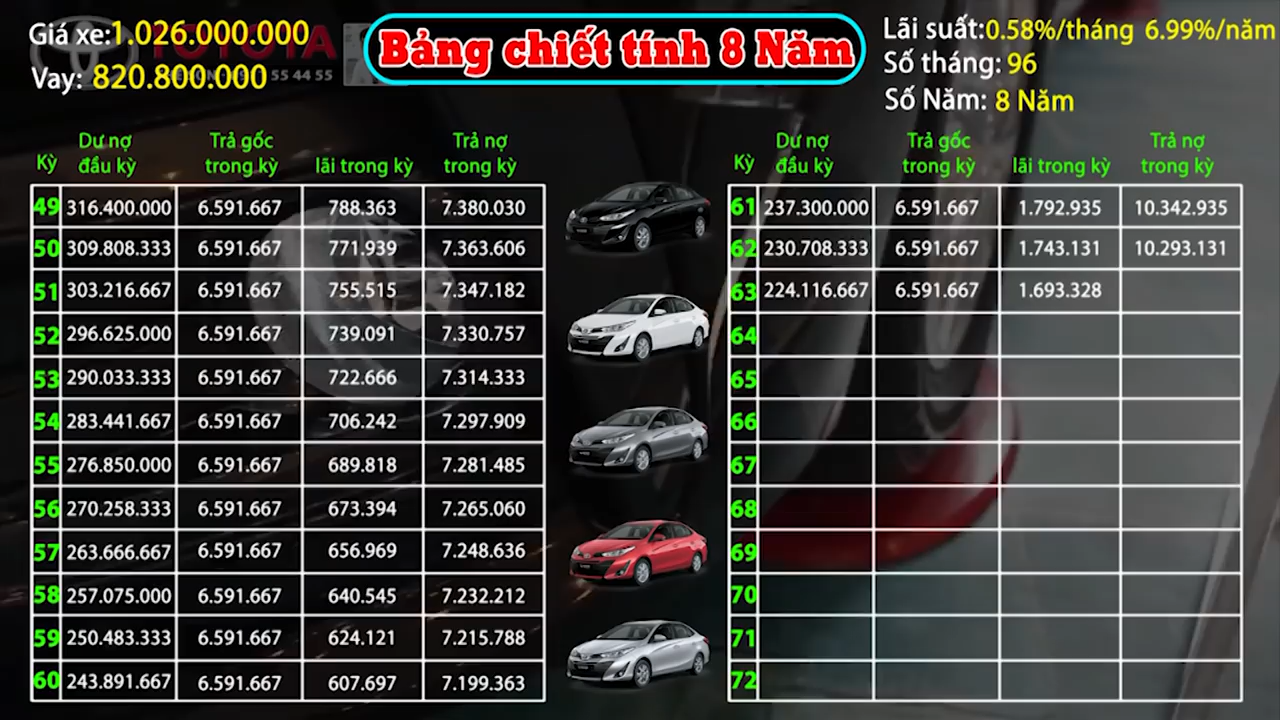 Giá xe:1.026.000.000
Vay: 820.800.000
TOYOTA
55 44 55
Bảng chiết tính 8 Năm
Lãi suất:0.58%/tháng 6.99%/năm
Số tháng: 96
Số Năm: 8 Năm
Kỳ Dư nợ đầu kỳ Trả gốc trong kỳ lãi trong kỳ Trả nợ trong kỳ
49 316.400.000 6.591.667 788.363 7.380.030
50 309.808.333 6.591.667 771.939 7.363.606
51 303.216.667 6.591.667 755.515 7.347.182
52 296.625.000 6.591.667 739.091 7.330.757
53 290.033.333 6.591.667 722.666 7.314.333
54 283.441.667 6.591.667 706.242 7.297.909
55 276.850.000 6.591.667 689.818 7.281.485
56 270.258.333 6.591.667 673.394 7.265.060
57 263.666.667 6.591.667 656.969 7.248.636
58 257.075.000 6.591.667 640.545 7.232.212
59 250.483.333 6.591.667 624.121 7.215.788
60 243.891.667 6.591.667 607.697 7.199.363
Kỳ Dư nợ đầu kỳ Trả gốc trong kỳ lãi trong kỳ Trả nợ trong kỳ
61 237.300.000 6.591.667 1.792.935 10.342.935
62 230.708.333 6.591.667 1.743.131 10.293.131
63 224.116.667 6.591.667 1.693.328
64
65
66
67
68
69
70
71
72